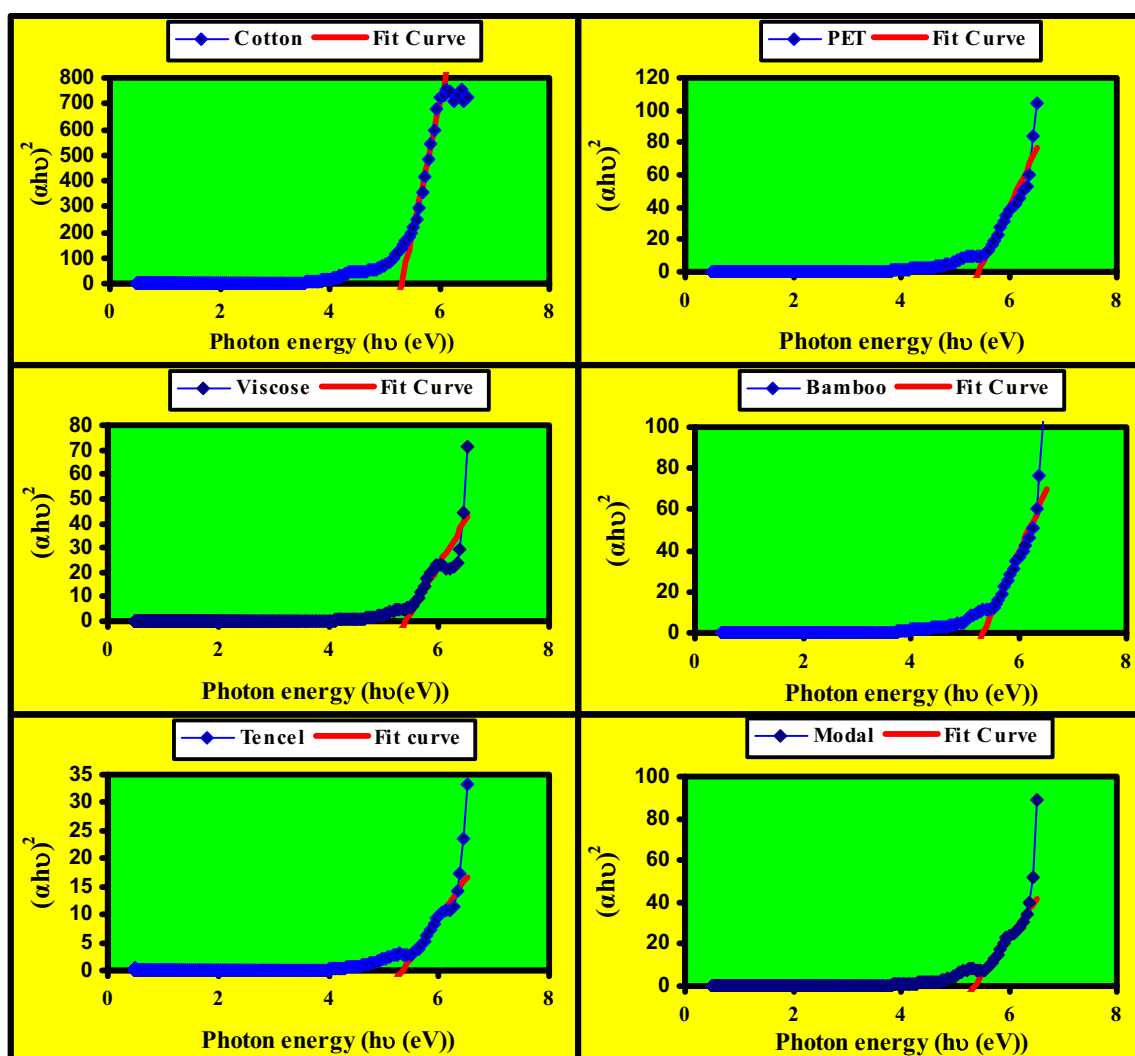 Cotton Fit Curve
800
700
600
500
400
300
200
100
0
(αhυ)²
0 2 4 6 8
Photon energy (hυ (eV))
PET Fit Curve
120
100
80
60
40
20
0
(αhυ)²
0 2 4 6 8
Photon energy (hυ (eV)
Viscose Fit Curve
80
70
60
50
40
30
20
10
0
(αhυ)²
0 2 4 6 8
Photon energy (hυ(eV))
Bamboo Fit Curve
100
80
60
40
20
0
(αhυ)²
0 2 4 6 8
Photon energy (hυ (eV))
Tencel Fit curve
35
30
25
20
15
10
5
0
(αhυ)²
0 2 4 6 8
Photon energy (hυ (eV))
Modal Fit Curve
100
80
60
40
20
0
(αhυ)²
0 2 4 6 8
Photon energy (hυ (eV))